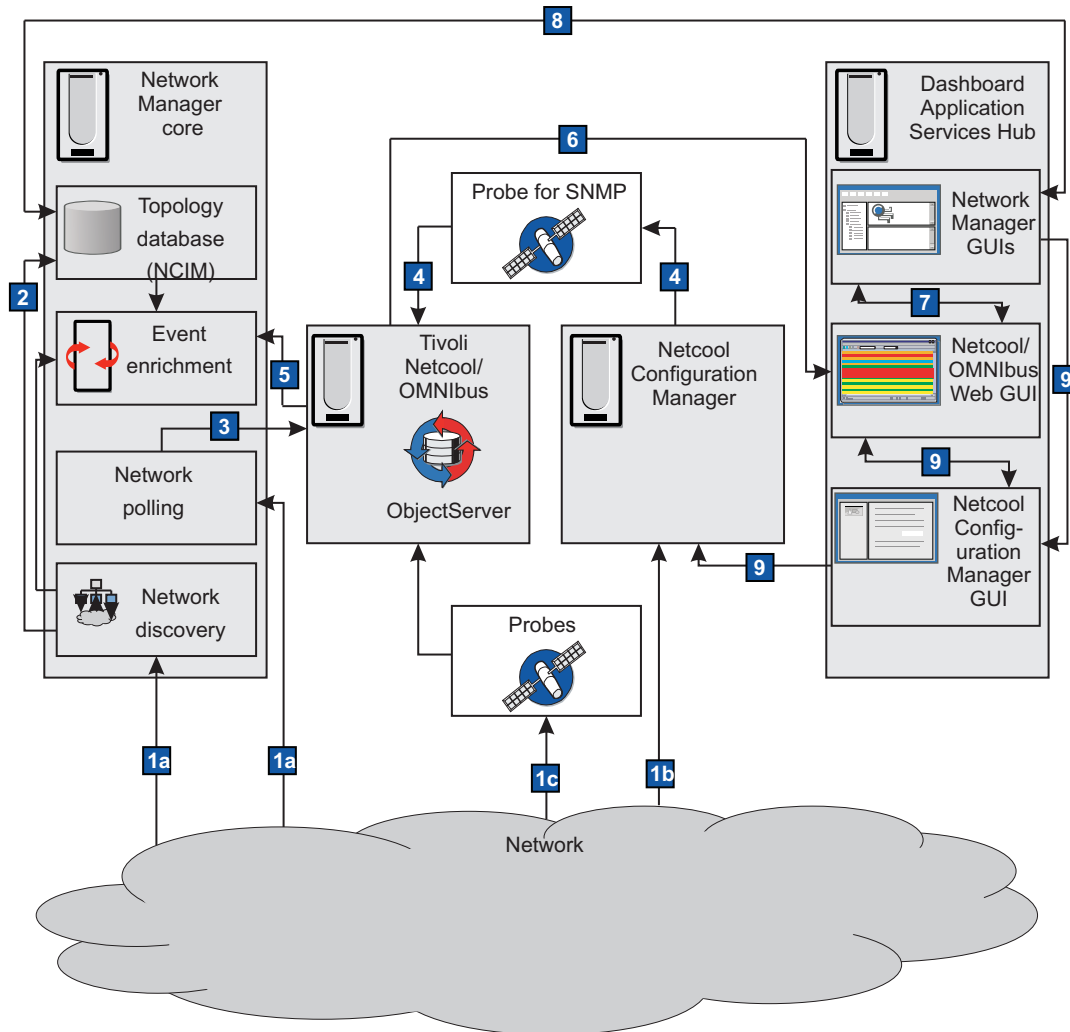 8
Network
Manager
core
Dashboard
Application
Services Hub
6
Probe for SNMP
Topology
database
(NCIM)
Network
Manager
GUIs
2
4
4
7
Event
enrichment
5
Tivoli
Netcool/
OMNIbus
ObjectServer
Netcool
Configuration
Manager
Netcool/
OMNIbus
Web GUI
9
3
9
Network
polling
Netcool
Config-
uration
Manager
GUI
9
Network
discovery
Probes
1a
1a
1c
1b
Network